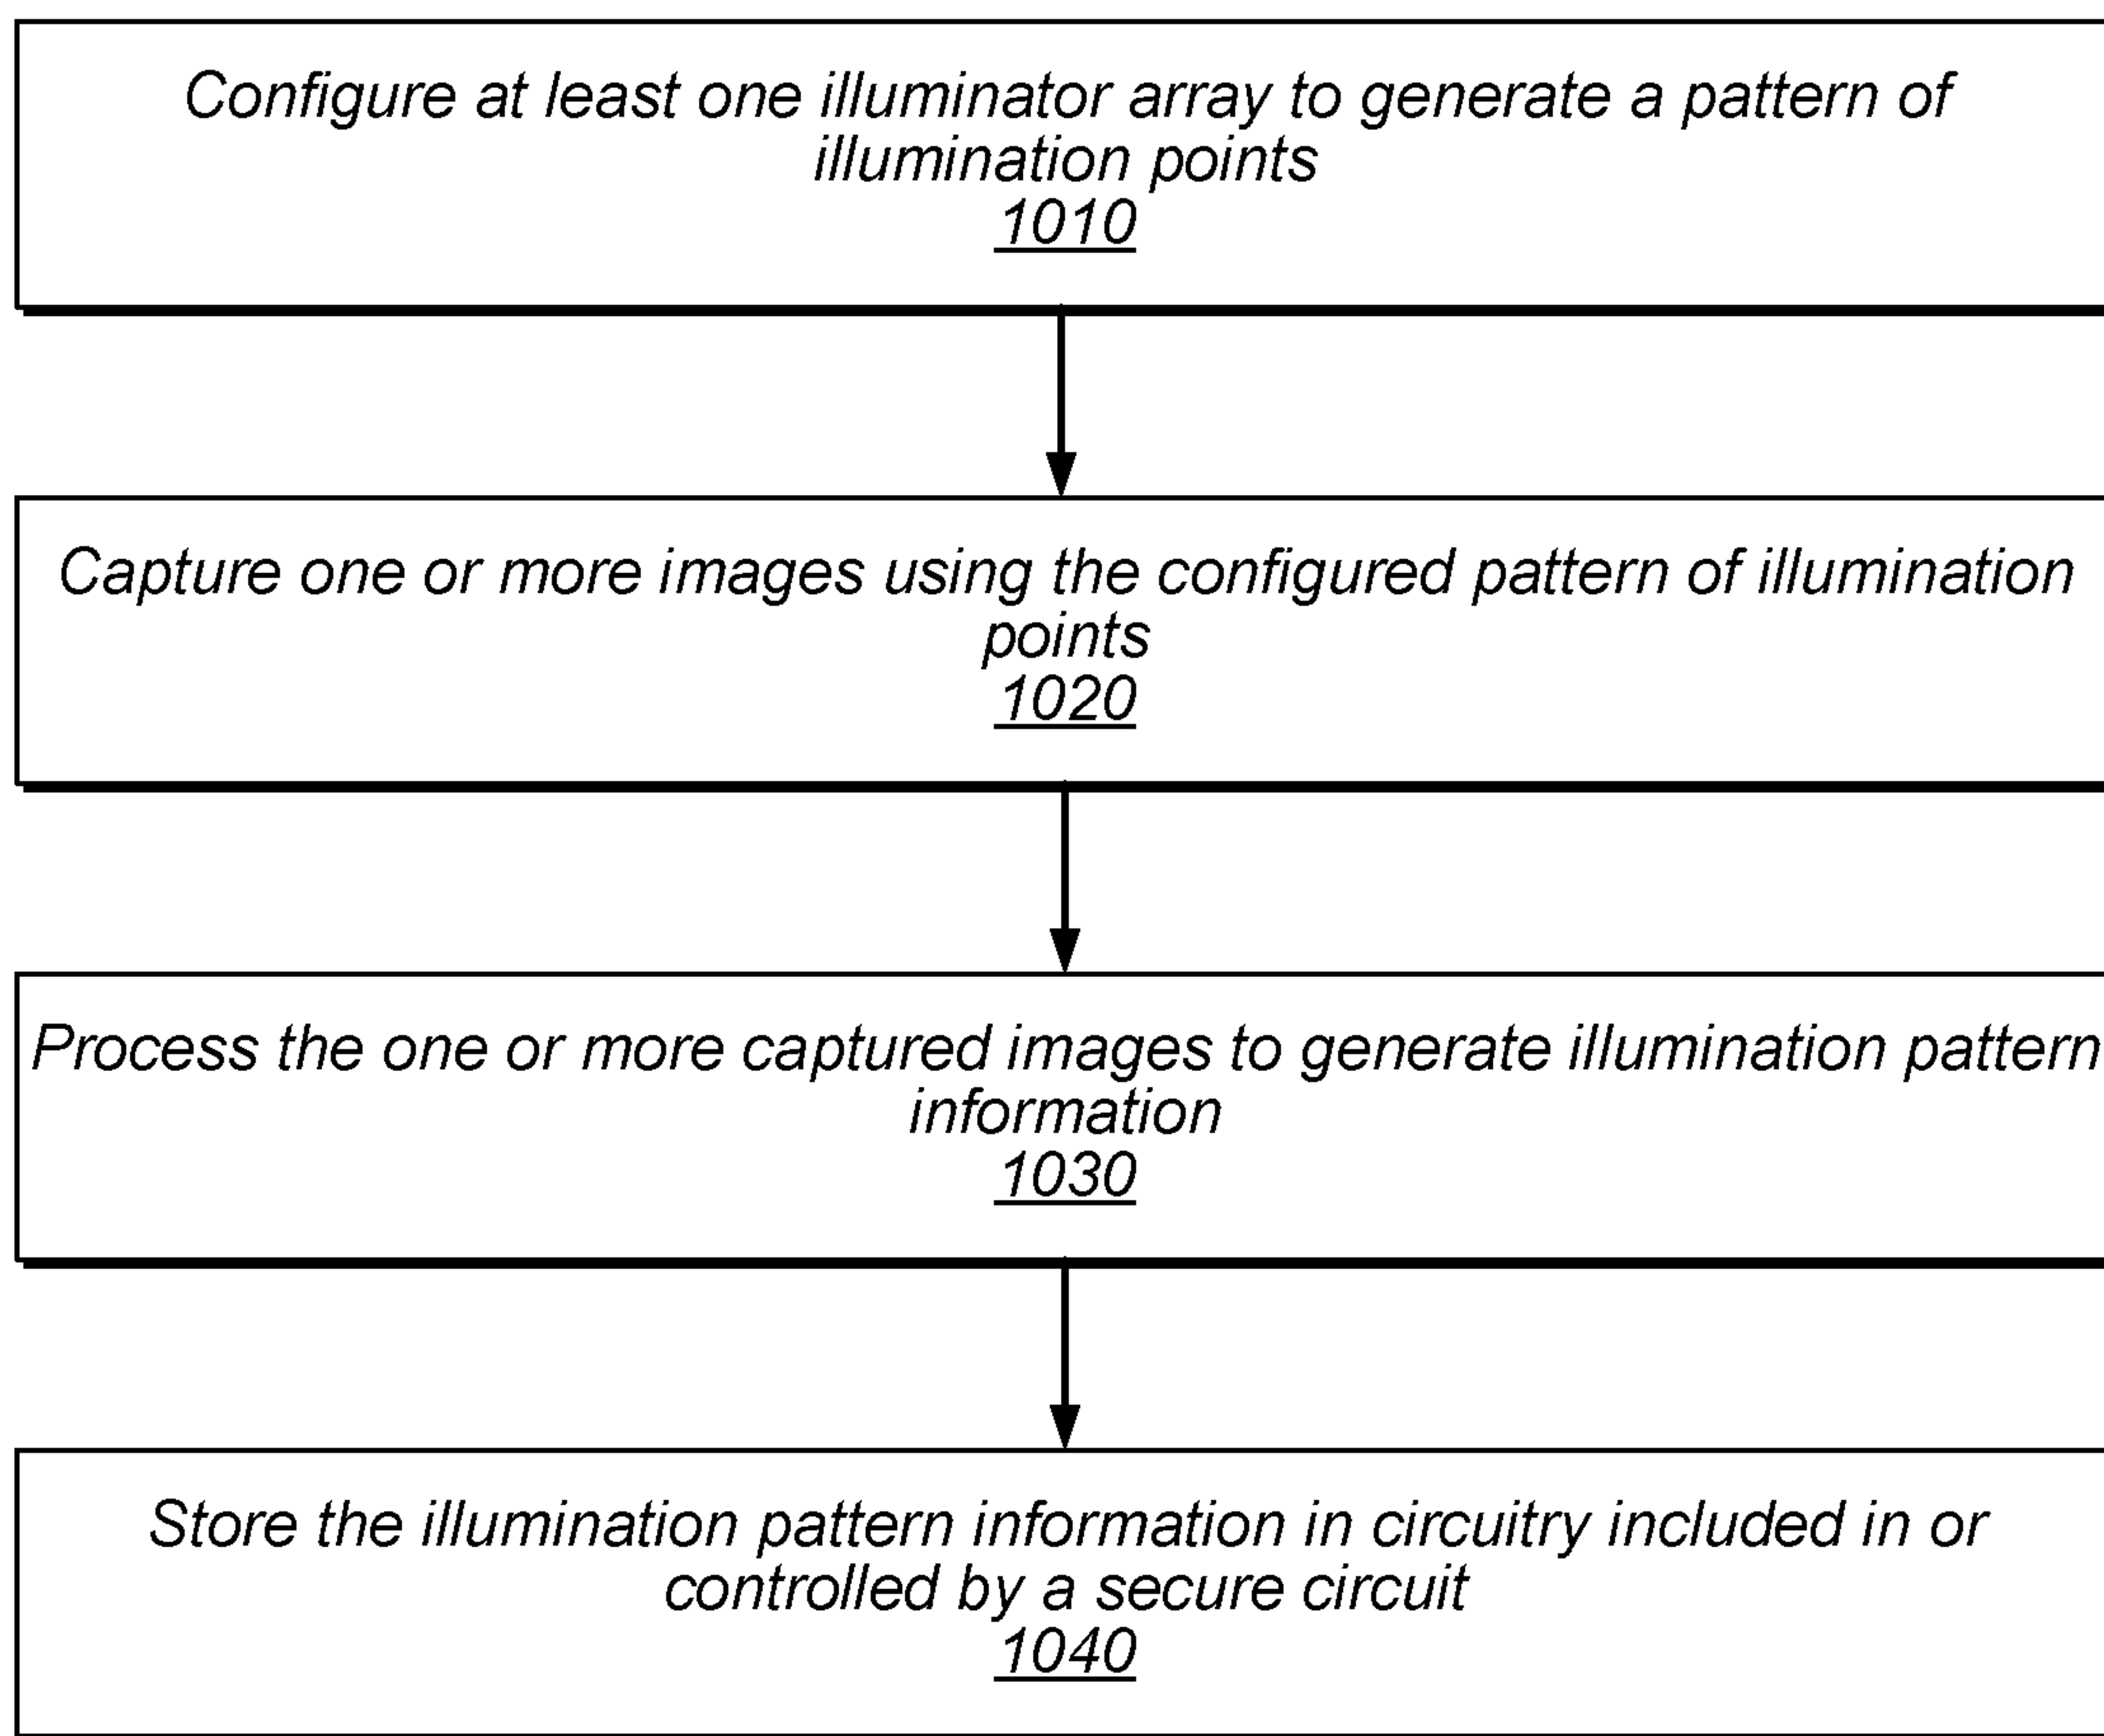 Configure at least one illuminator array to generate a pattern of
illumination points
1010
Capture one or more images using the configured pattern of illumination
points
1020
Process the one or more captured images to generate illumination pattern
information
1030
Store the illumination pattern information in circuitry included in or
controlled by a secure circuit
1040